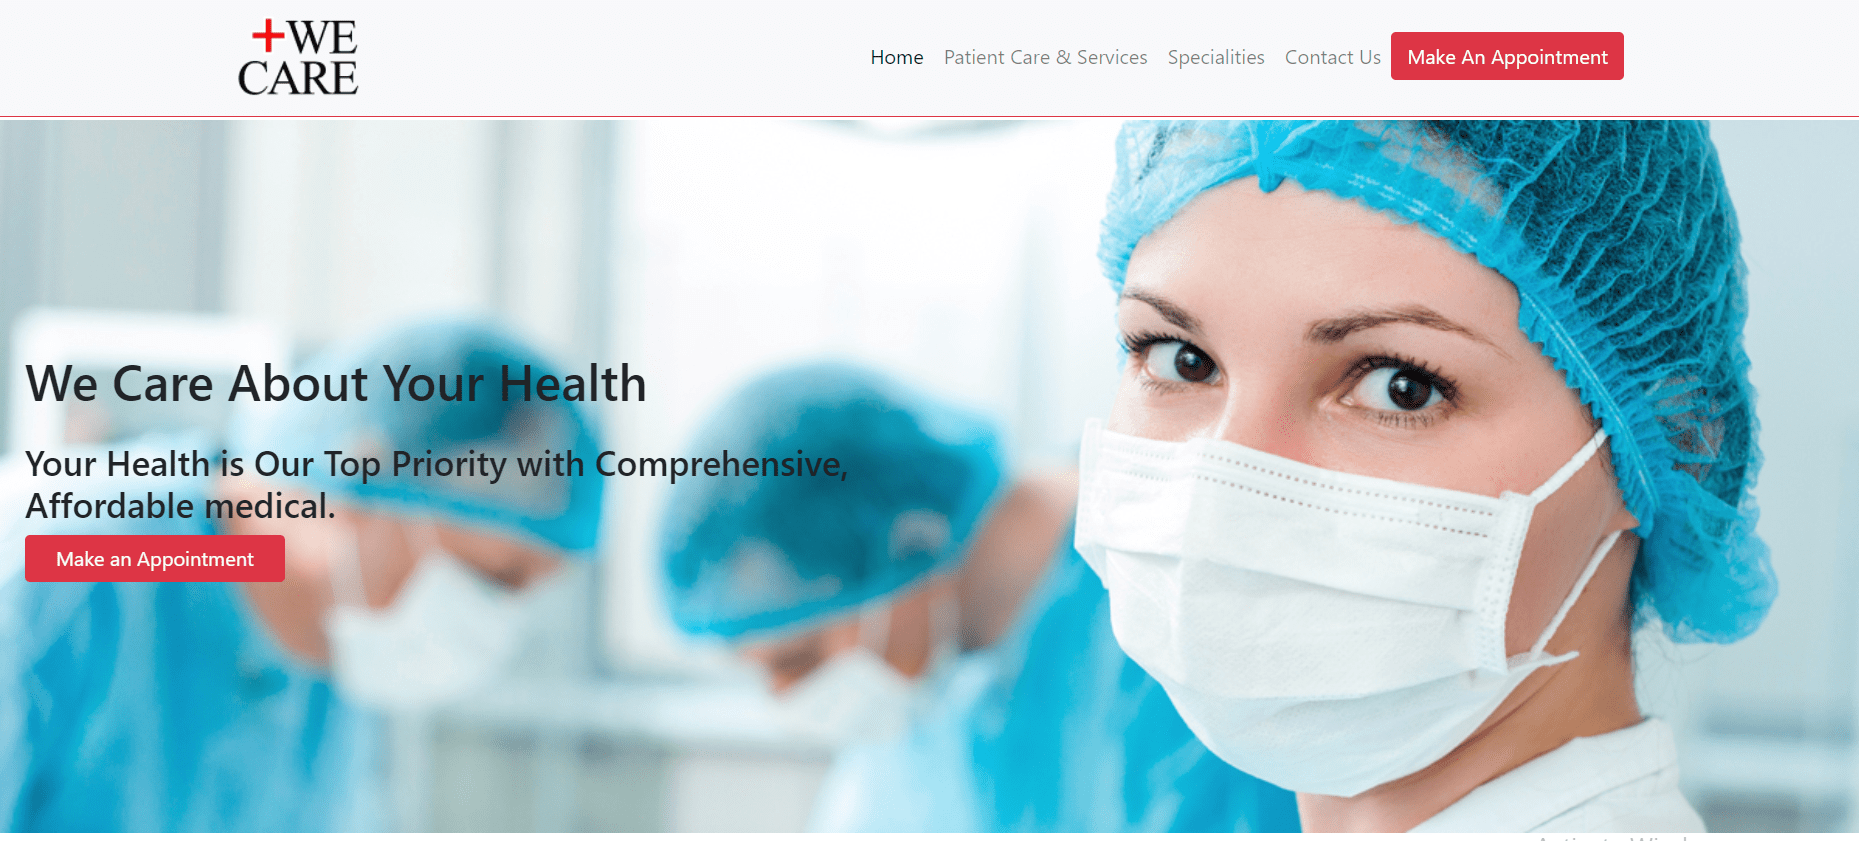 +WE
CARE
Home Patient Care & Services Specialities Contact Us Make An Appointment
We Care About Your Health
Your Health is Our Top Priority with Comprehensive,
Affordable medical.
Make an Appointment